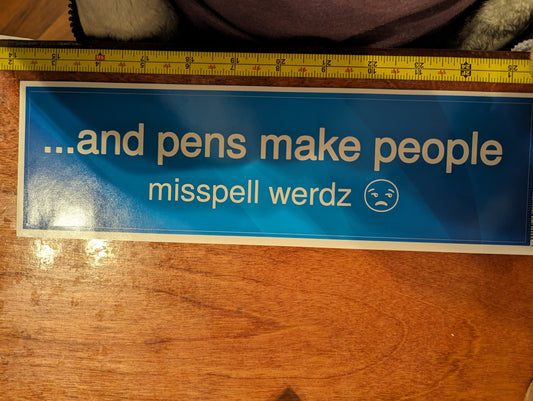 ...and pens make people
misspell werdz